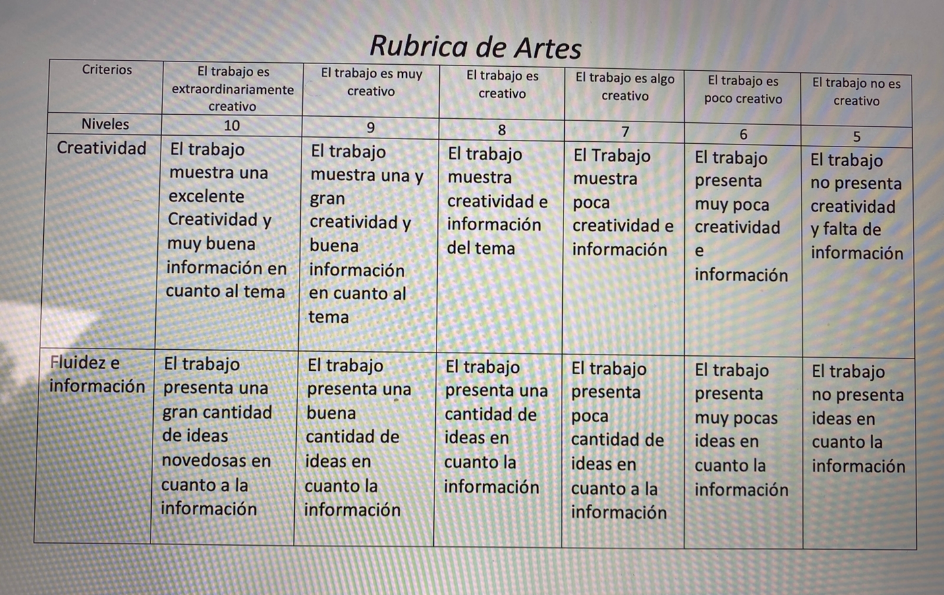 Rubrica de Artes
Criterios
El trabajo es
extraordinariamente
creativo
El trabajo es muy
creativo
El trabajo es
creativo
El trabajo es algo
creativo
El trabajo es
poco creativo
El trabajo no es
creativo
Niveles
10
9
8
7
6
5
Creatividad
El trabajo
muestra una
excelente
Creatividad y
muy buena
información en
cuanto al tema
El trabajo
muestra una y
gran
creatividad y
buena
información
en cuanto al
tema
El trabajo
muestra
creatividad e
información
del tema
El Trabajo
muestra
poca
creatividad e
información
El trabajo
presenta
muy poca
creatividad
e
información
El trabajo
no presenta
creatividad
y falta de
información
Fluidez e
información
El trabajo
presenta una
gran cantidad
de ideas
novedosas en
cuanto a la
información
El trabajo
presenta una
buena
cantidad de
ideas en
cuanto la
información
El trabajo
presenta una
cantidad de
ideas en
cuanto la
información
El trabajo
presenta
poca
cantidad de
ideas en
cuanto a la
información
El trabajo
presenta
muy pocas
ideas en
cuanto la
información
El trabajo
no presenta
ideas en
cuanto la
información